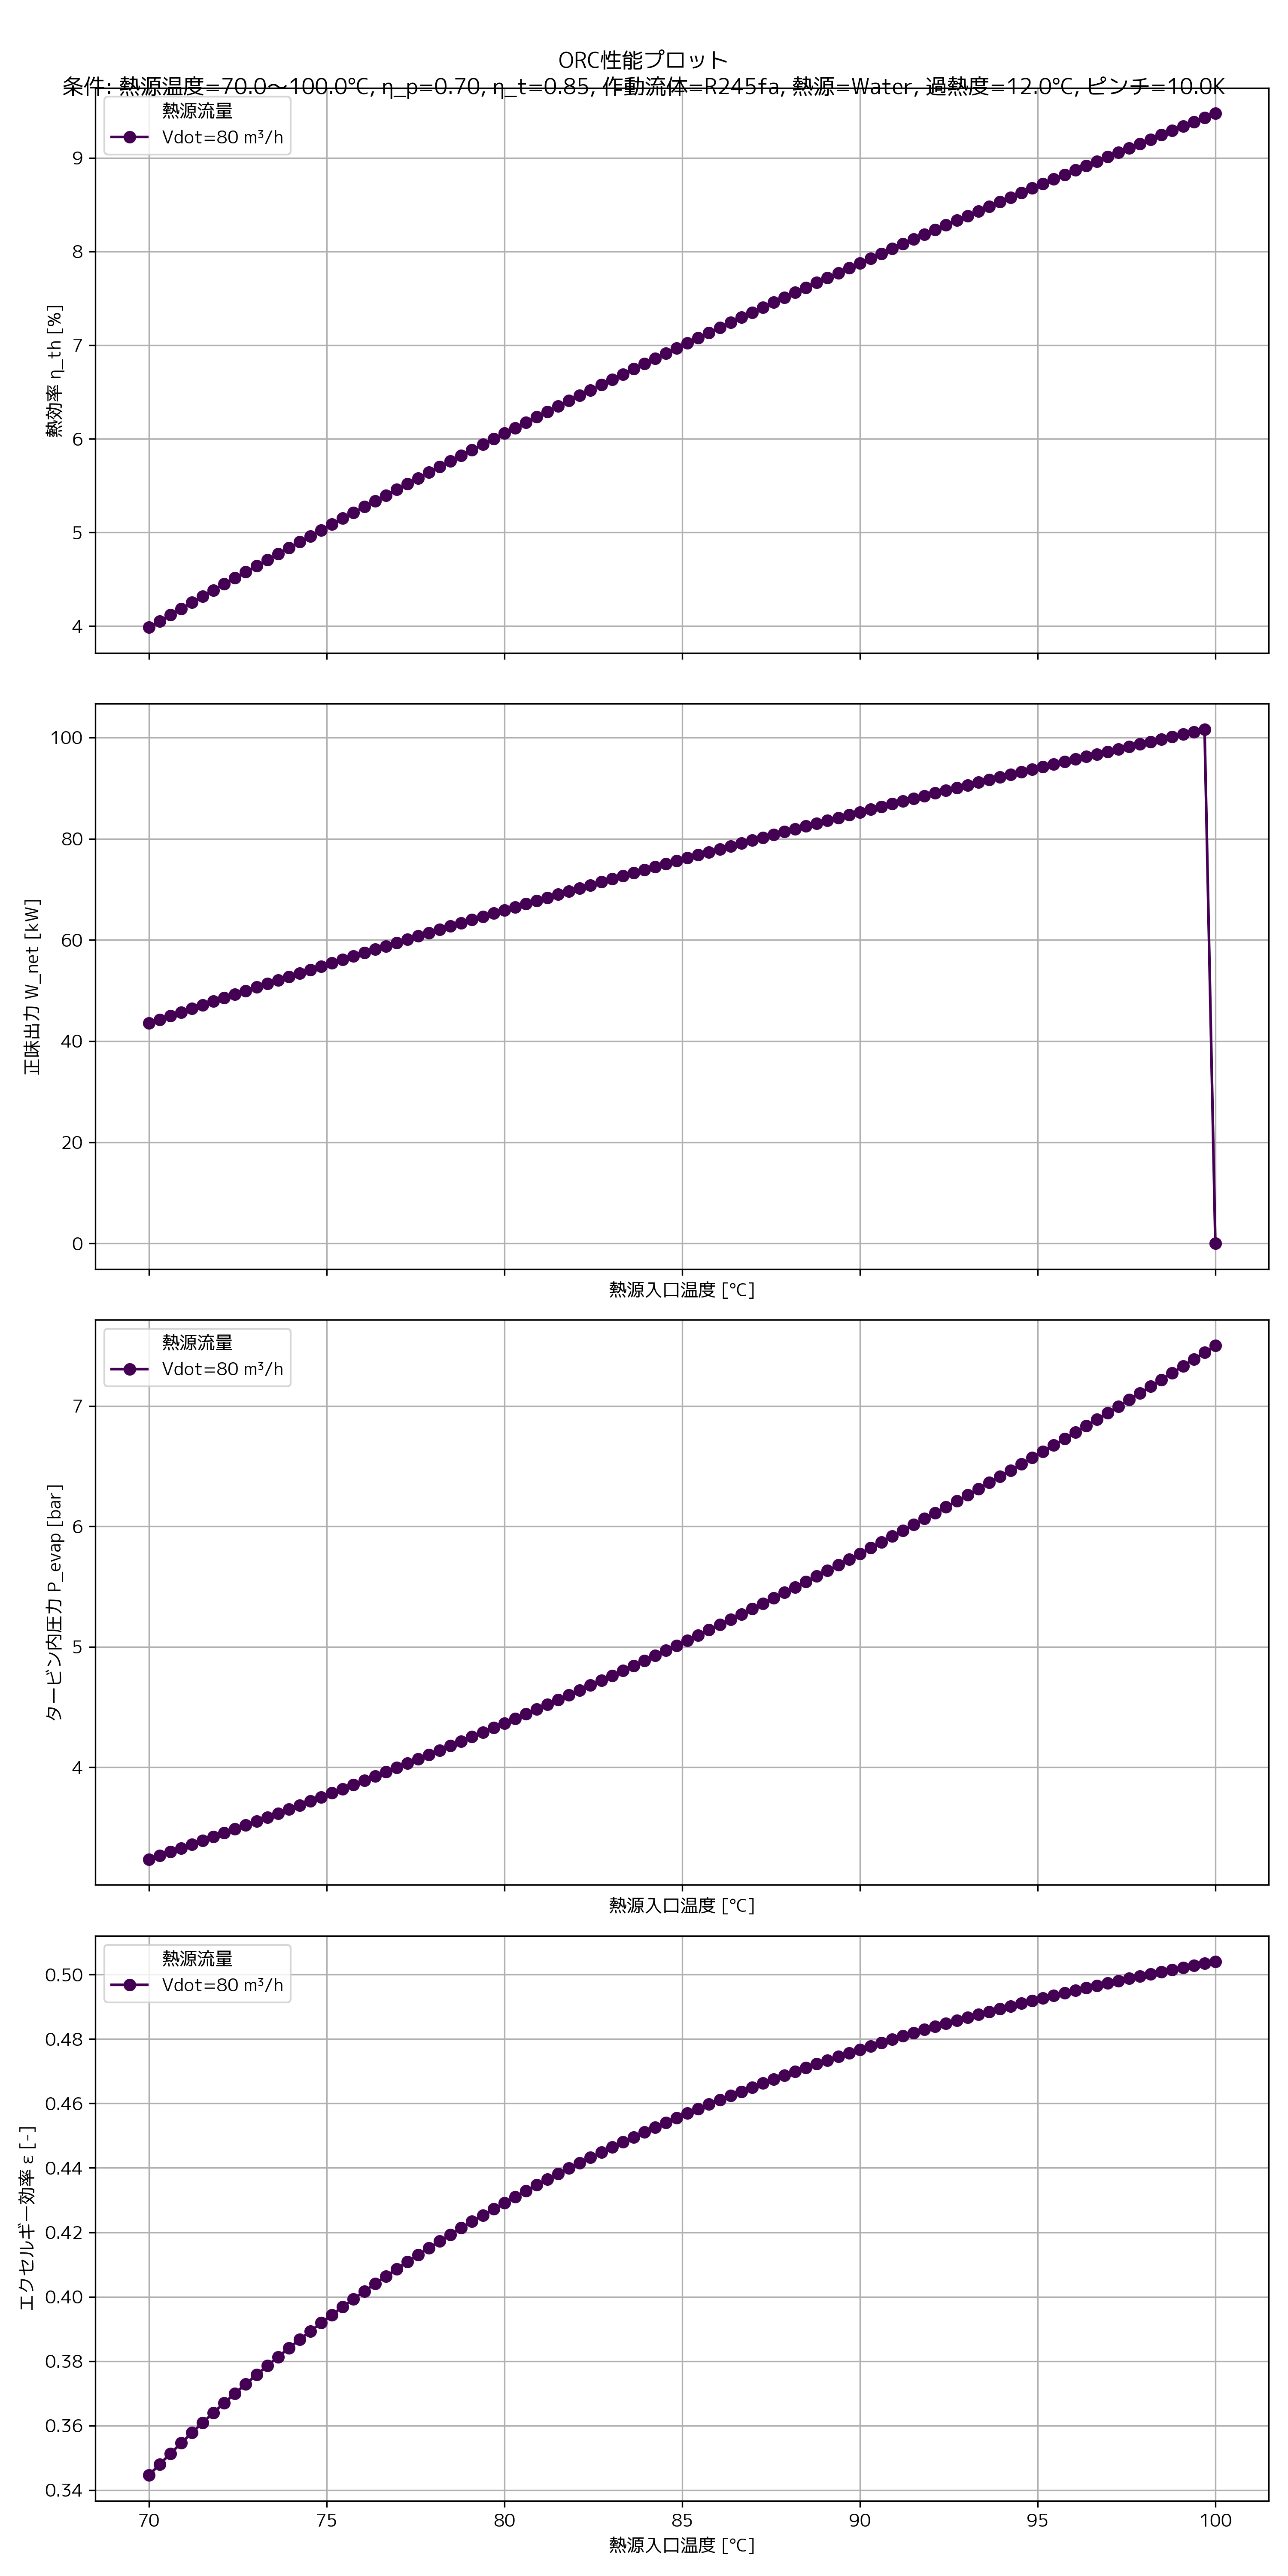 ORC性能プロット
条件: 熱源温度=70.0～100.0℃, η_p=0.70, η_t=0.85, 作動流体=R245fa, 熱源=Water, 過熱度=12.0℃, ピンチ=10.0K
熱源流量
Vdot=80 m³/h
熱効率 η_th [%]
9
8
7
6
5
4
正味出力 W_net [kW]
100
80
60
40
20
0
熱源入口温度 [℃]
熱源流量
Vdot=80 m³/h
タービン内圧力 P_evap [bar]
7
6
5
4
熱源入口温度 [℃]
熱源流量
Vdot=80 m³/h
エクセルギー効率 ε [-]
0.50
0.48
0.46
0.44
0.42
0.40
0.38
0.36
0.34
70 75 80 85 90 95 100
熱源入口温度 [℃]